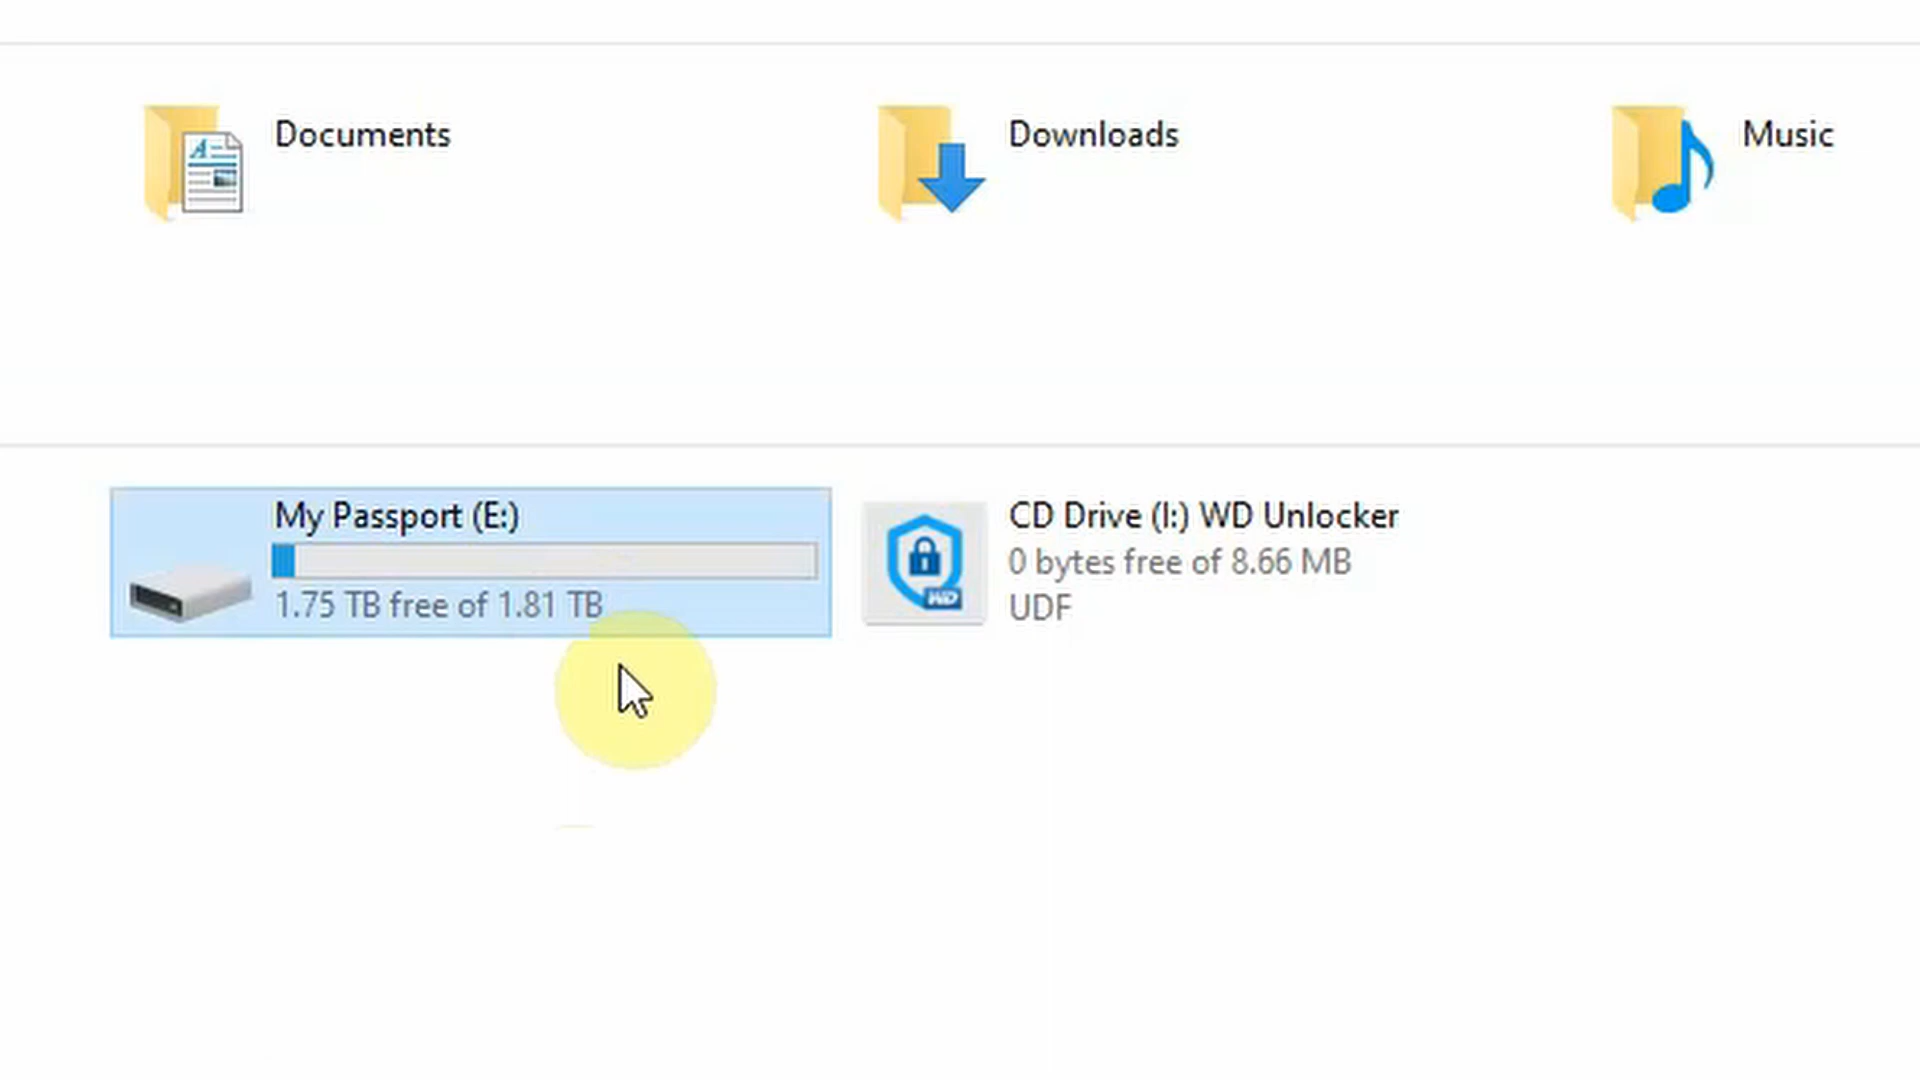 Documents
Downloads
Music
My Passport (E:)
1.75 TB free of 1.81 TB
CD Drive (I:) WD Unlocker
0 bytes free of 8.66 MB
UDF
WD